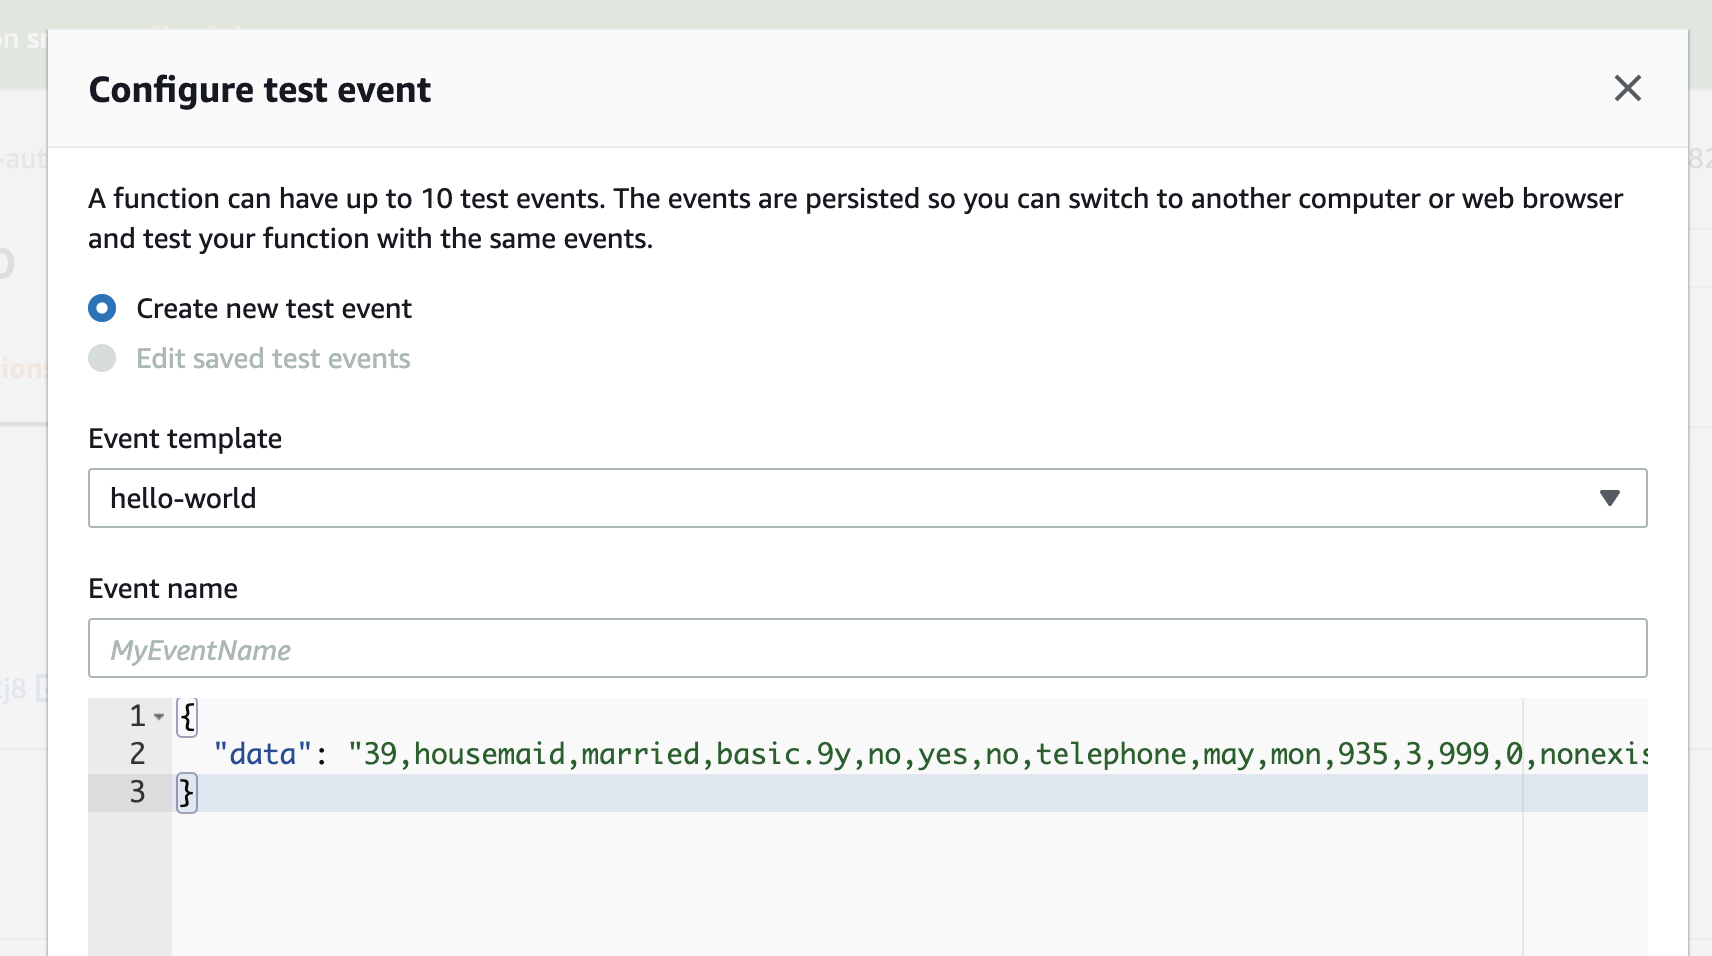 Configure test event
A function can have up to 10 test events. The events are persisted so you can switch to another computer or web browser
and test your function with the same events.
Create new test event
Edit saved test events
Event template
hello-world
Event name
MyEventName
1 {
2 "data": "39,housemaid,married,basic.9y,no,yes,no,telephone,may,mon,935,3,999,0,nonexis
3 }